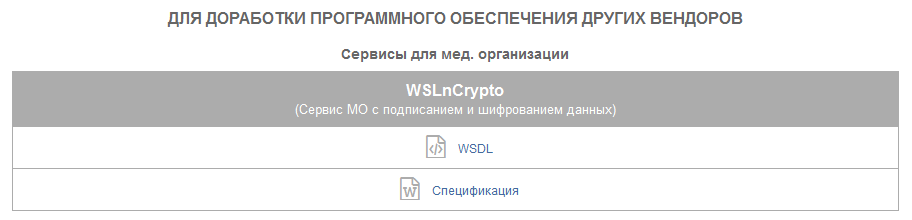 ДЛЯ ДОРАБОТКИ ПРОГРАММНОГО ОБЕСПЕЧЕНИЯ ДРУГИХ ВЕНДОРОВ
Сервисы для мед. организации
WSLnCrypto
(Сервис МО с подписанием и шифрованием данных)
WSDL
Спецификация